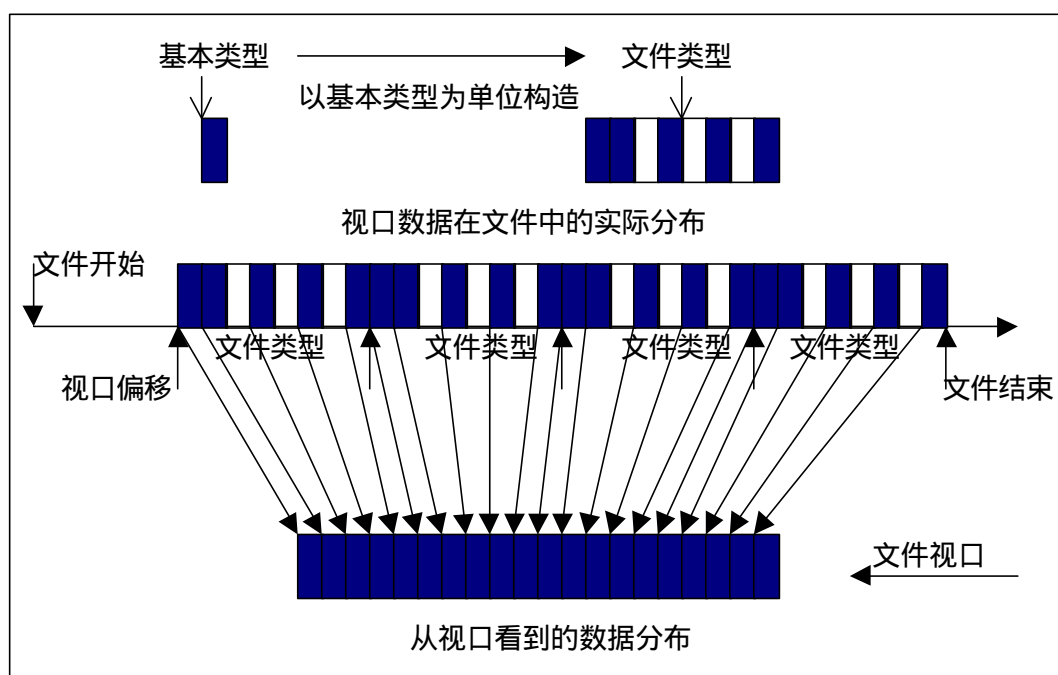 基本类型
文件类型
以基本类型为单位构造
视口数据在文件中的实际分布
文件开始
文件类型
文件类型
文件类型
文件类型
视口偏移
文件结束
文件视口
从视口看到的数据分布